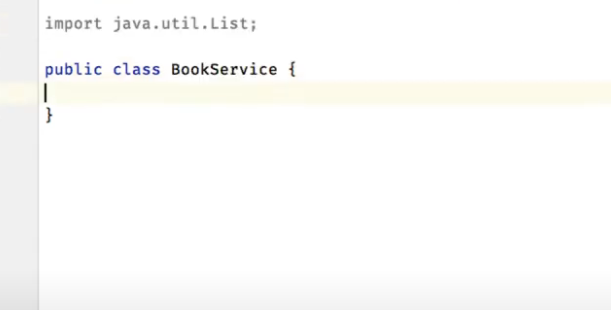 import java.util.List;
public class BookService {
}